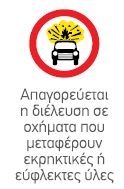 Απαγορεύεται
η διέλευση σε
οχήματα που
μεταφέρουν
εκρηκτικές ή
εύφλεκτες ύλες